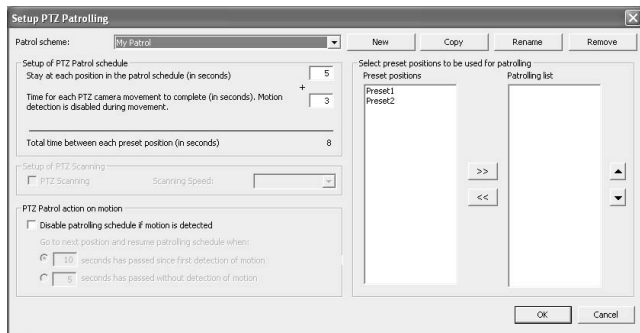 Setup PTZ Patrolling
Patrol scheme: My Patrol New Copy Rename Remove
Setup of PTZ Patrol schedule
Stay at each position in the patrol schedule (in seconds) 5
+
Time for each PTZ camera movement to complete (in seconds). Motion
detection is disabled during movement. 3
Total time between each preset position (in seconds) 8
Setup of PTZ Scanning
PTZ Scanning Scanning Speed:
PTZ Patrol action on motion
Disable patrolling schedule if motion is detected
Go to next position and resume patrolling schedule when:
10 seconds has passed since first detection of motion
5 seconds has passed without detection of motion
Select preset positions to be used for patrolling
Preset positions Patrolling list
Preset1
Preset2
>>
<<
OK Cancel